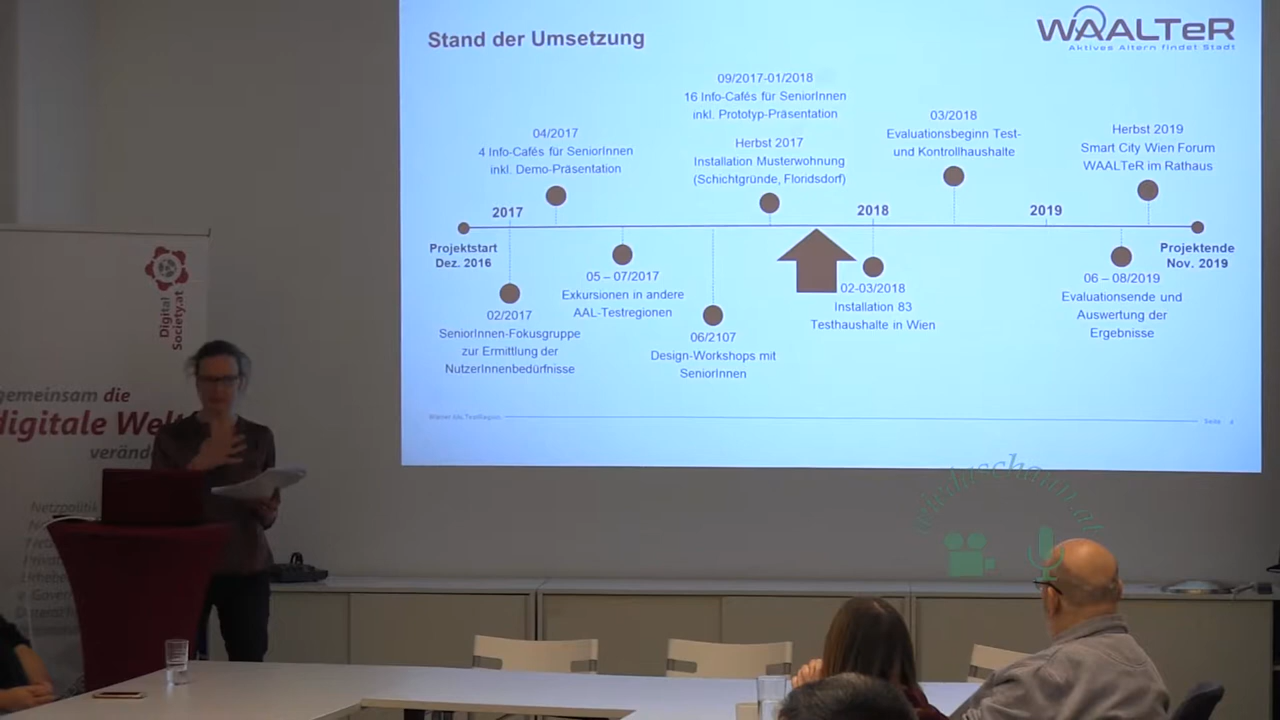 Stand der Umsetzung
WAALTeR
Aktives Altern findet Stadt
09/2017-01/2018
16 Info-Cafés für SeniorInnen
inkl. Prototyp-Präsentation
04/2017
4 Info-Cafés für SeniorInnen
inkl. Demo-Präsentation
Herbst 2017
Installation Musterwohnung
(Schichtgründe, Floridsdorf)
03/2018
Evaluationsbeginn Test-
und Kontrollhaushalte
Herbst 2019
Smart City Wien Forum
WAALTeR im Rathaus
2017
2018
2019
Projektstart
Dez. 2016
Projektende
Nov. 2019
02/2017
SeniorInnen-Fokusgruppe
zur Ermittlung der
NutzerInnenbedürfnisse
05 – 07/2017
Exkursionen in andere
AAL-Testregionen
06/2107
Design-Workshops mit
SeniorInnen
02-03/2018
Installation 83
Testhaushalte in Wien
06 – 08/2019
Evaluationsende und
Auswertung der
Ergebnisse
Seite 4
Digital
Society.at
gemeinsam die
digitale Welt
verände
Netzpolitik